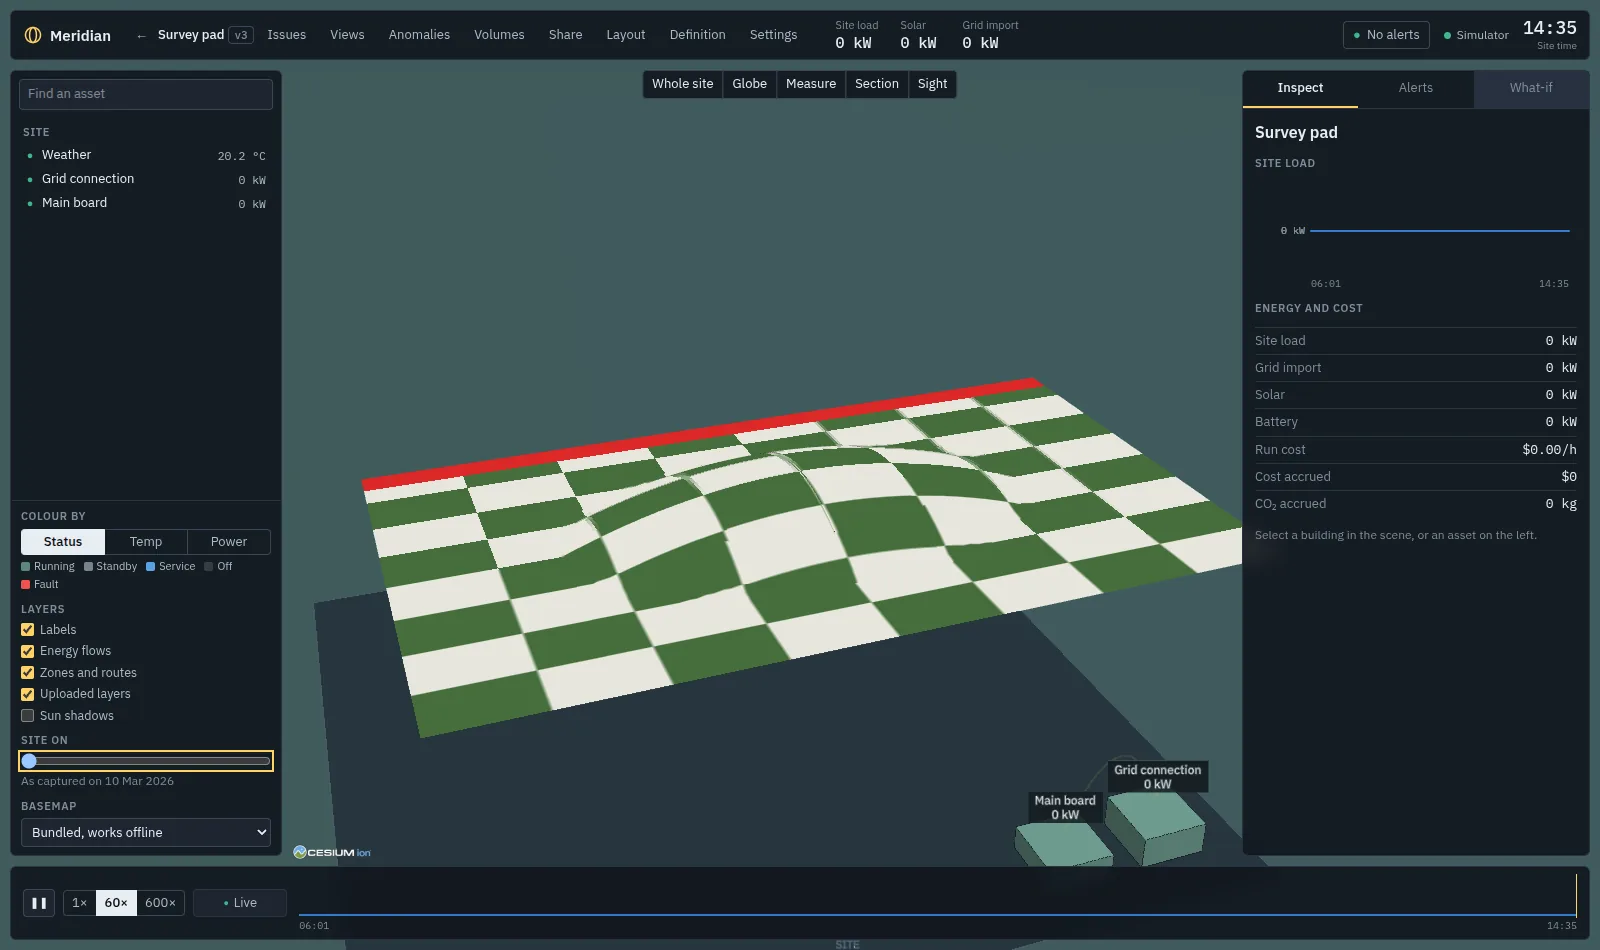 Meridian
← Survey pad v3 Issues Views Anomalies Volumes Share Layout Definition Settings
Site load
0 kW
Solar
0 kW
Grid import
0 kW
No alerts
Simulator
14:35
Site time
Find an asset
SITE
Weather 20.2 °C
Grid connection 0 kW
Main board 0 kW
COLOUR BY
Status Temp Power
Running Standby Service Off
Fault
LAYERS
Labels
Energy flows
Zones and routes
Uploaded layers
Sun shadows
SITE ON
As captured on 10 Mar 2026
BASEMAP
Bundled, works offline
Whole site Globe Measure Section Sight
Grid connection
0 kW
Main board
0 kW
CESIUM ion
Inspect Alerts What-if
Survey pad
SITE LOAD
0 kW
06:01 14:35
ENERGY AND COST
Site load 0 kW
Grid import 0 kW
Solar 0 kW
Battery 0 kW
Run cost $0.00/h
Cost accrued $0
CO₂ accrued 0 kg
Select a building in the scene, or an asset on the left.
1× 60× 600× Live
06:01 14:35
SITE